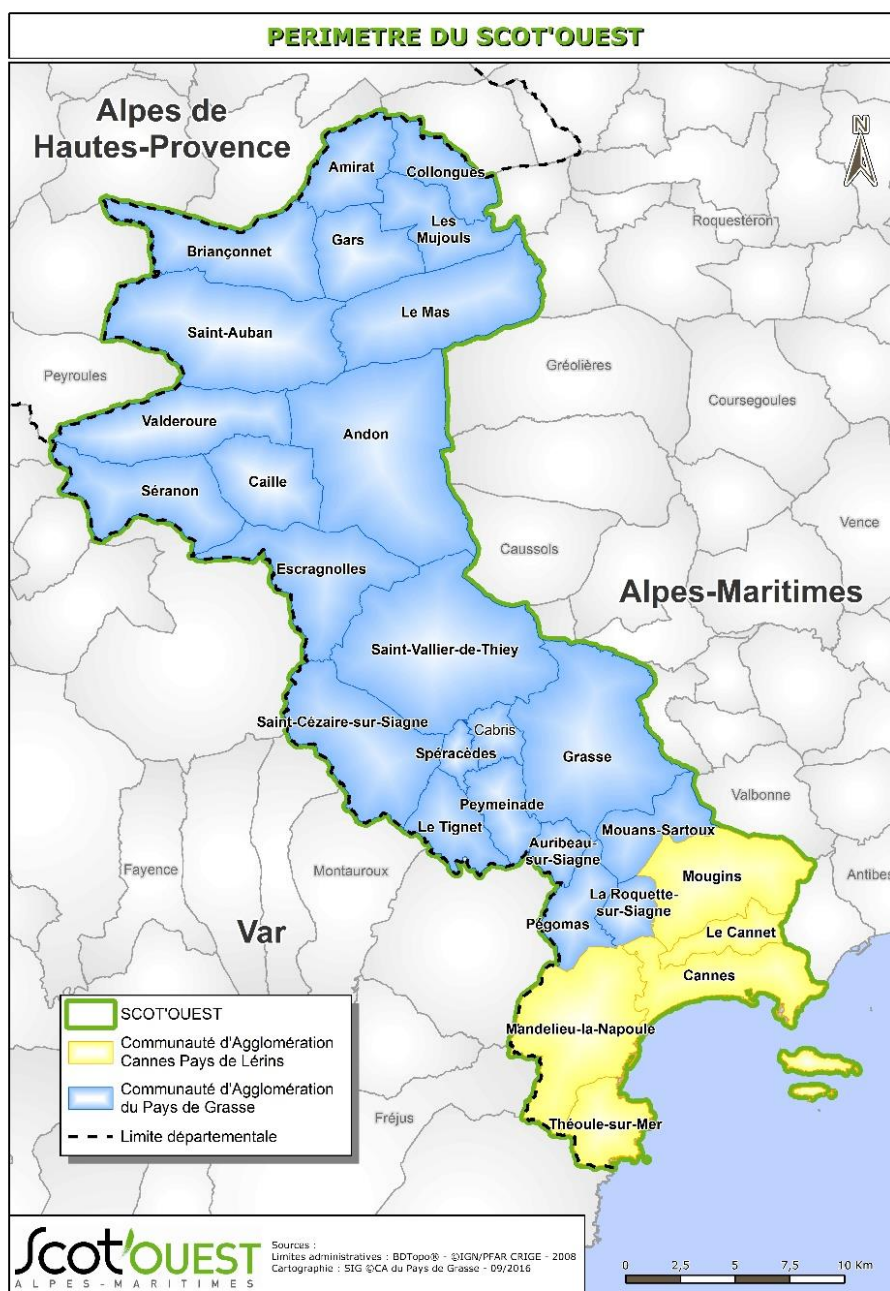 PERIMETRE DU SCOT'OUEST
Alpes de
Hautes-Provence
N
Amirat
Collongues
Roquestéron
Les
Mujouls
Gars
Briançonnet
Le Mas
Saint-Auban
Gréolières
Peyroules
Coursegoules
Valderoure
Andon
Caille
Séranon
Vence
Caussols
Escragnolles
Alpes-Maritimes
Saint-Vallier-de-Thiey
Saint-Cézaire-sur-Siagne
Cabris
Spéracèdes
Grasse
Valbonne
Peymeinade
Le Tignet
Mouans-Sartoux
Auribeau-
sur-Siagne
Fayence
Montauroux
Mougins
Antibes
La Roquette-
sur-Siagne
Pégomas
Var
Le Cannet
Cannes
Mandelieu-la-Napoule
Fréjus
Théoule-sur-Mer
SCOT'OUEST
Communauté d'Agglomération
Cannes Pays de Lérins
Communauté d'Agglomération
du Pays de Grasse
Limite départementale
Scot'OUEST
ALPES-MARITIMES
Sources :
Limites administratives : BDTopo® - ©IGN/PFAR CRIGE - 2008
Cartographie : SIG ©CA du Pays de Grasse - 09/2016
0 2,5 5 7,5 10 Km